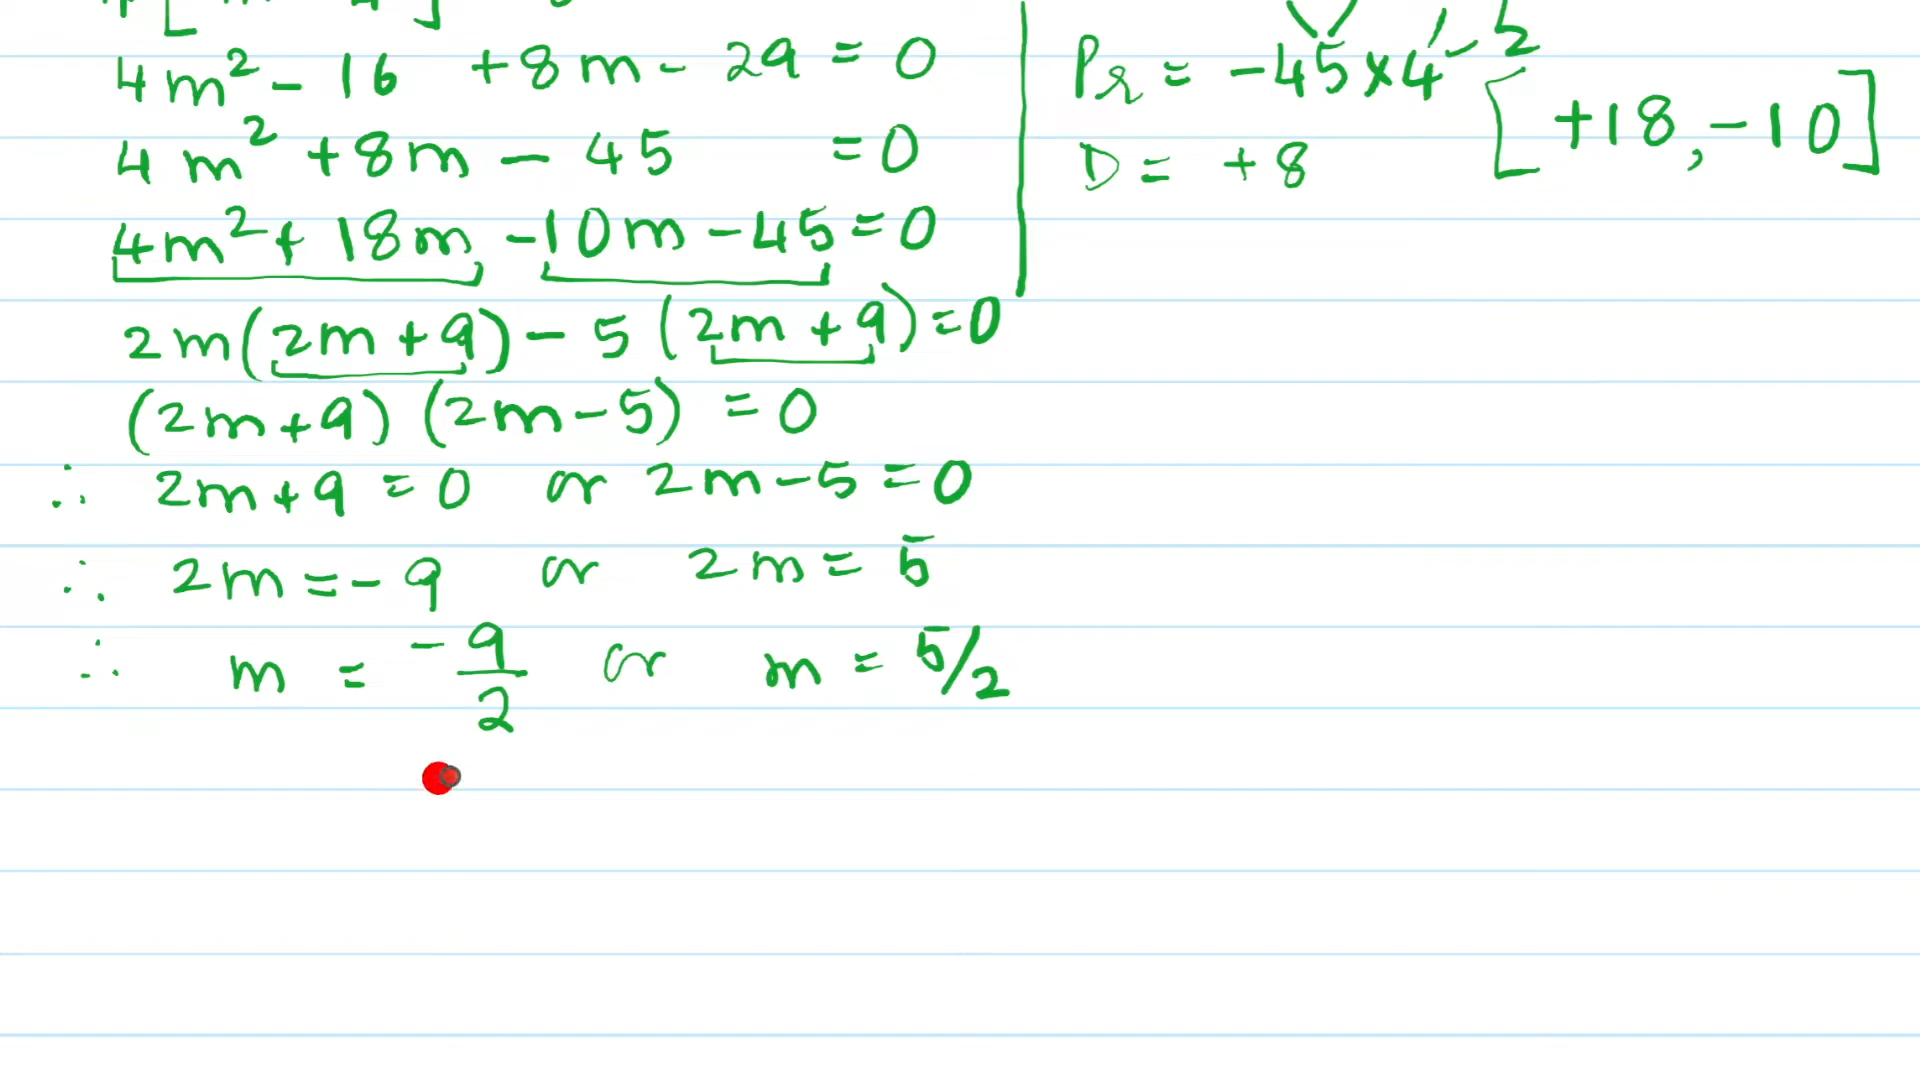 4m² - 16 + 8m - 29 = 0
4m² + 8m - 45 = 0
4m² + 18m - 10m - 45 = 0
2m(2m + 9) - 5(2m + 9) = 0
(2m + 9)(2m - 5) = 0
∴ 2m + 9 = 0 or 2m - 5 = 0
∴ 2m = -9 or 2m = 5
∴ m = -9/2 or m = 5/2
Pr = -45 × 4
[+18, -10]
D = +8